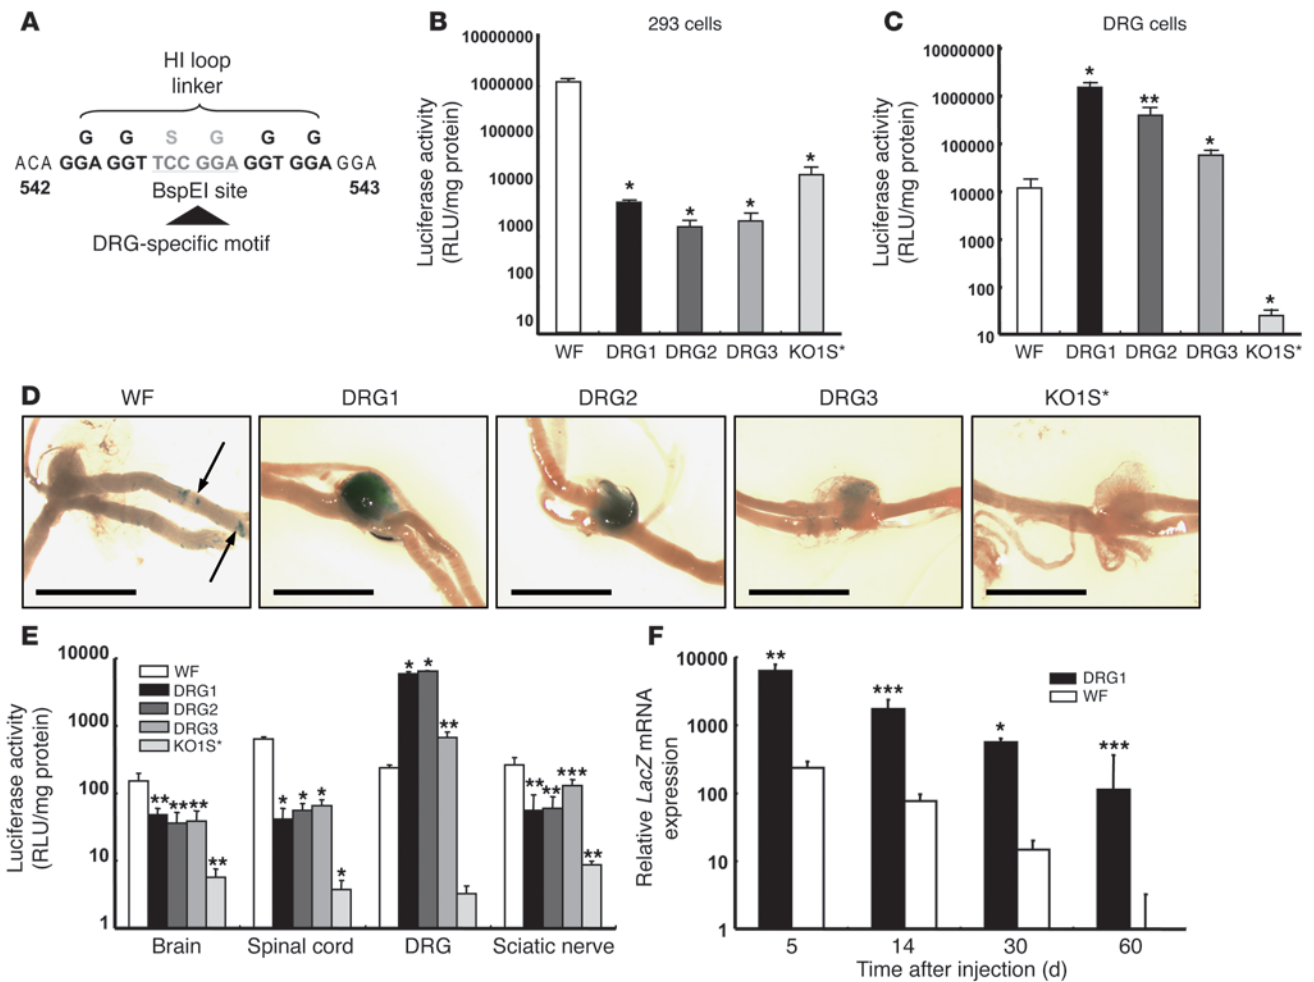 A
HI loop
linker
G G S G G G
ACA GGA GGT TCC GGA GGT GGA GGA
542 BspEI site 543
DRG-specific motif
B
293 cells
Luciferase activity
(RLU/mg protein)
10000000
1000000
100000
10000
1000
100
10
* * * *
WF DRG1 DRG2 DRG3 KO1S*
C
DRG cells
Luciferase activity
(RLU/mg protein)
10000000
1000000
100000
10000
1000
100
10
* ** * *
WF DRG1 DRG2 DRG3 KO1S*
D
WF DRG1 DRG2 DRG3 KO1S*
E
Luciferase activity
(RLU/mg protein)
10000
1000
100
10
1
WF
DRG1
DRG2
DRG3
KO1S*
** ** ** **
* * * *
* * **
** ** *** **
Brain Spinal cord DRG Sciatic nerve
F
Relative LacZ mRNA
expression
10000
1000
100
10
1
DRG1
WF
** *** * ***
5 14 30 60
Time after injection (d)